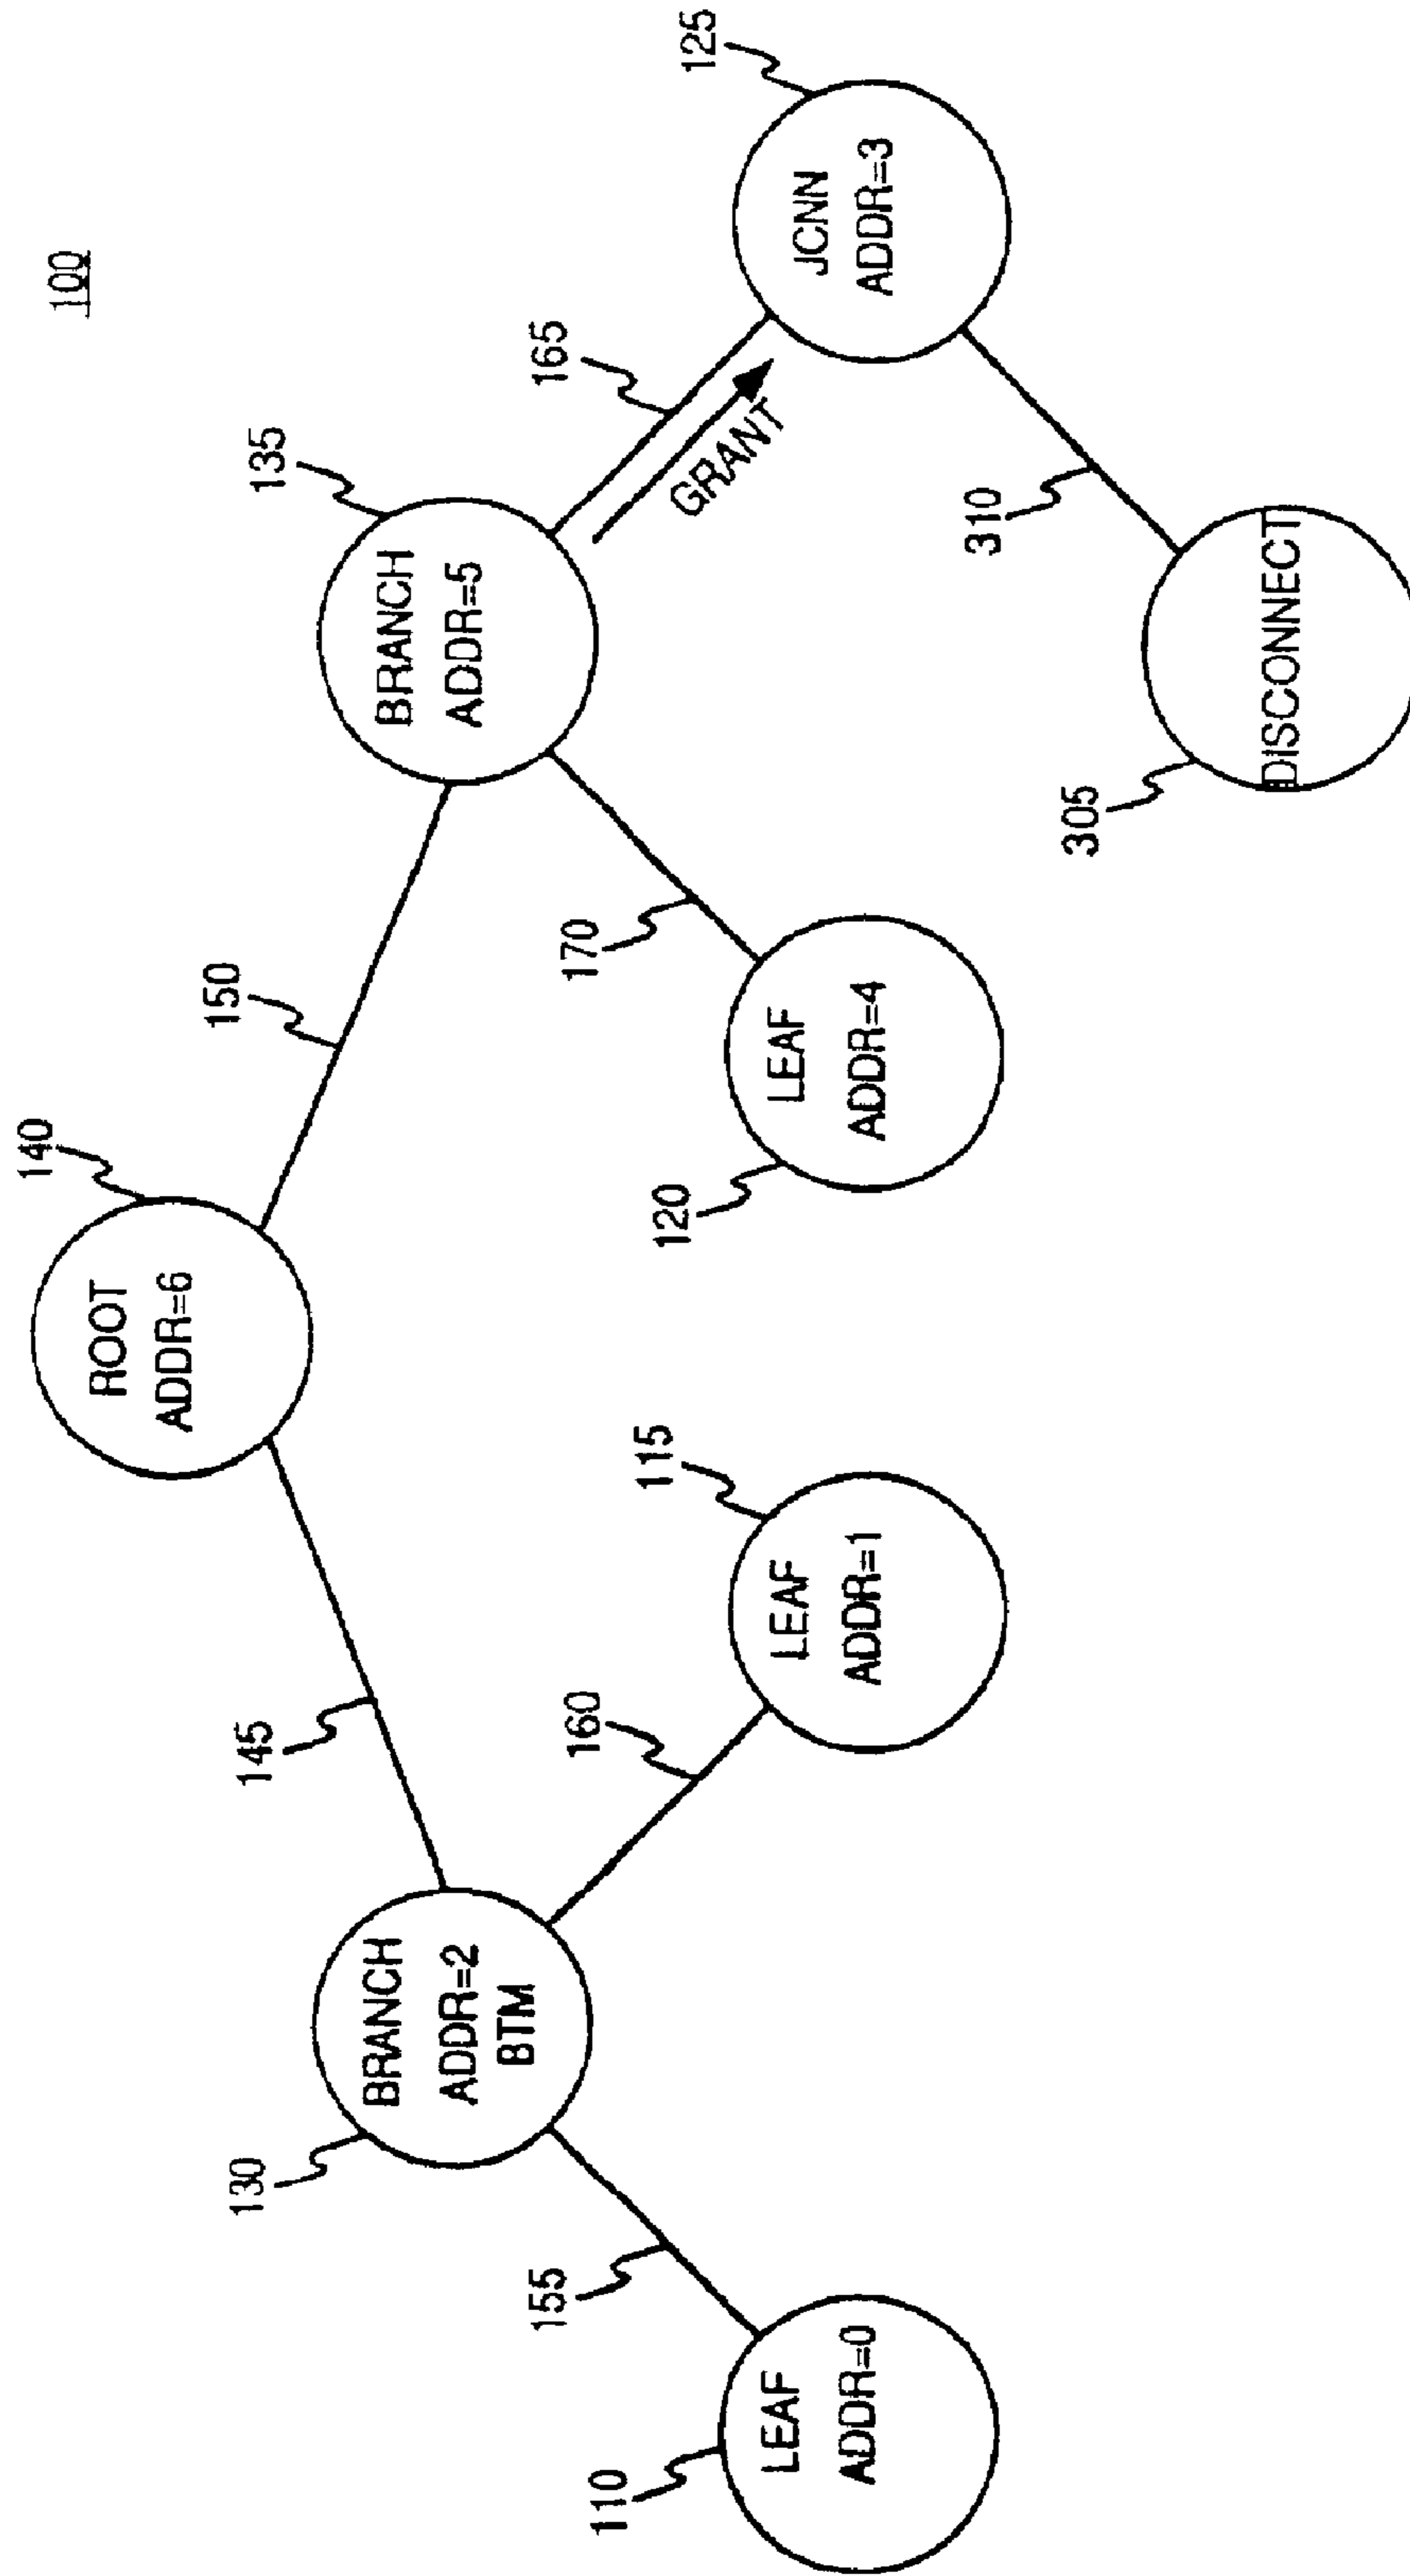 100
140
ROOT
ADDR=6
145
150
130
BRANCH
ADDR=2
BTM
135
BRANCH
ADDR=5
155
160
170
165
GRANT
110
LEAF
ADDR=0
115
LEAF
ADDR=1
120
LEAF
ADDR=4
125
JCNN
ADDR=3
310
305
DISCONNECT